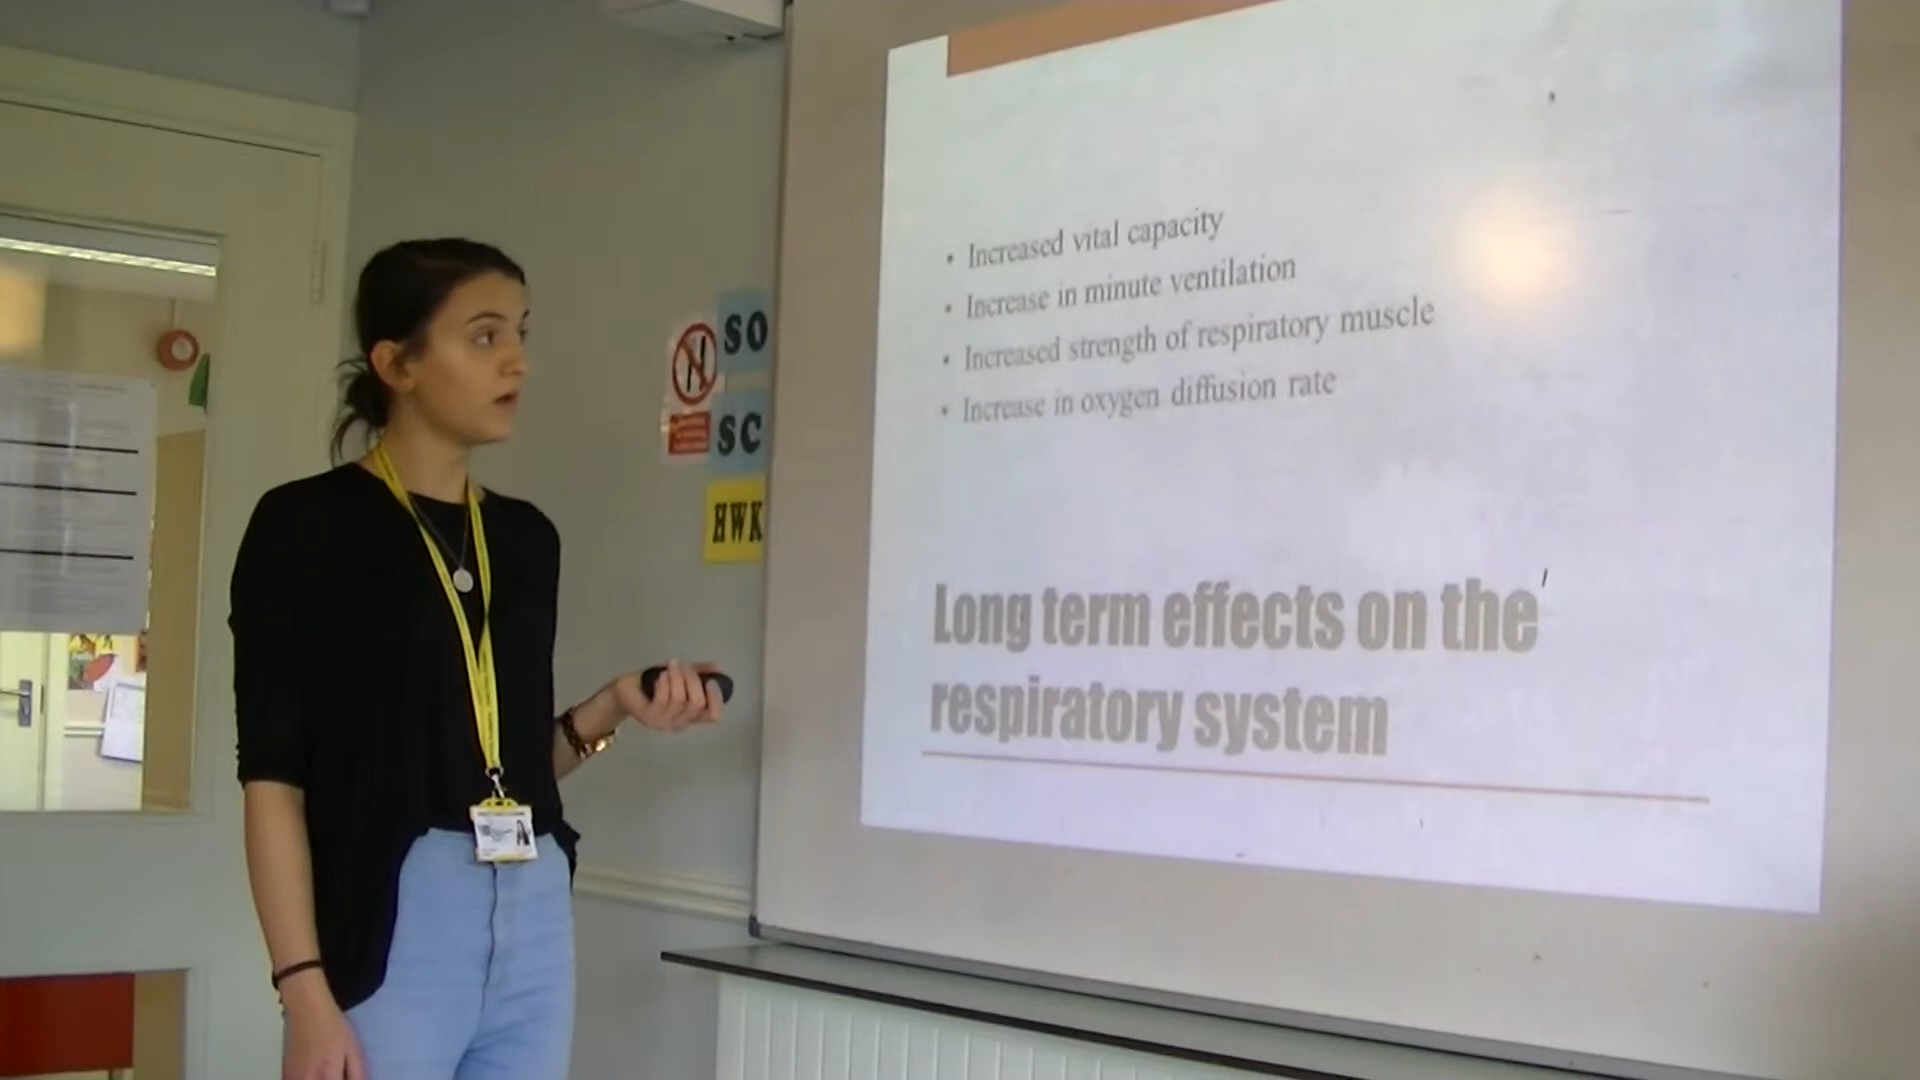 • Increased vital capacity
• Increase in minute ventilation
• Increased strength of respiratory muscle
• Increase in oxygen diffusion rate
Long term effects on the
respiratory system
SO
SC
HWK